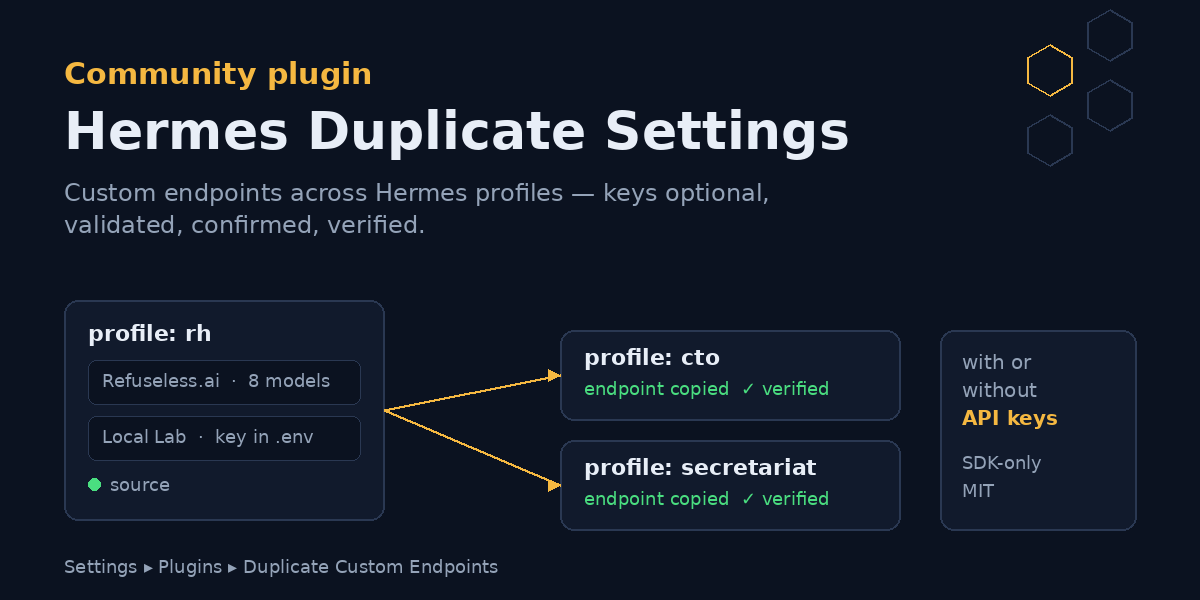 Community plugin
Hermes Duplicate Settings
Custom endpoints across Hermes profiles — keys optional,
validated, confirmed, verified.
profile: rh
Refuseless.ai · 8 models
Local Lab · key in .env
source
profile: cto
endpoint copied ✓ verified
profile: secretariat
endpoint copied ✓ verified
with or
without
API keys
SDK-only
MIT
Settings ▸ Plugins ▸ Duplicate Custom Endpoints